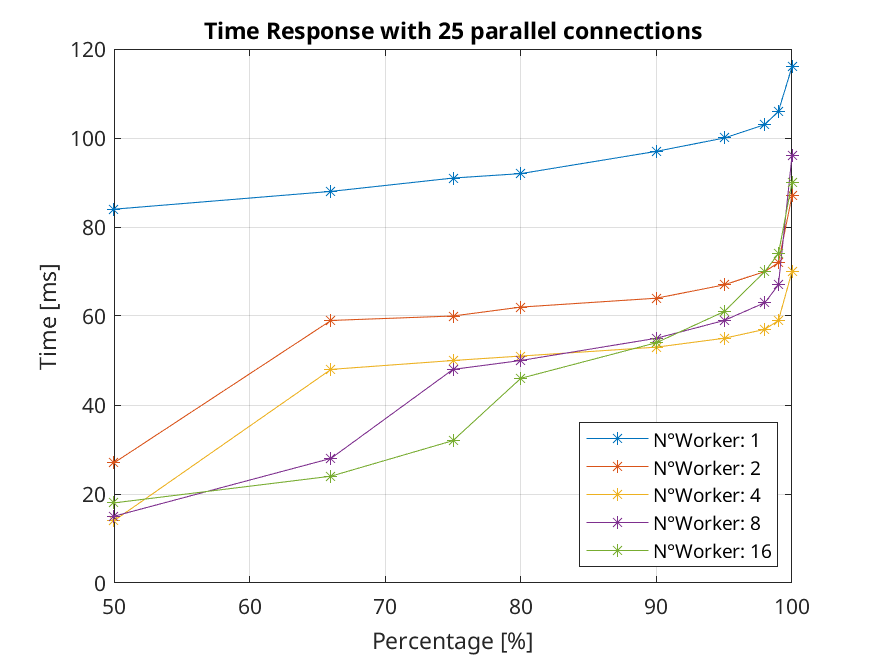 Time Response with 25 parallel connections
120
100
80
60
40
20
0
Time [ms]
50
60
70
80
90
100
Percentage [%]
N°Worker: 1
N°Worker: 2
N°Worker: 4
N°Worker: 8
N°Worker: 16